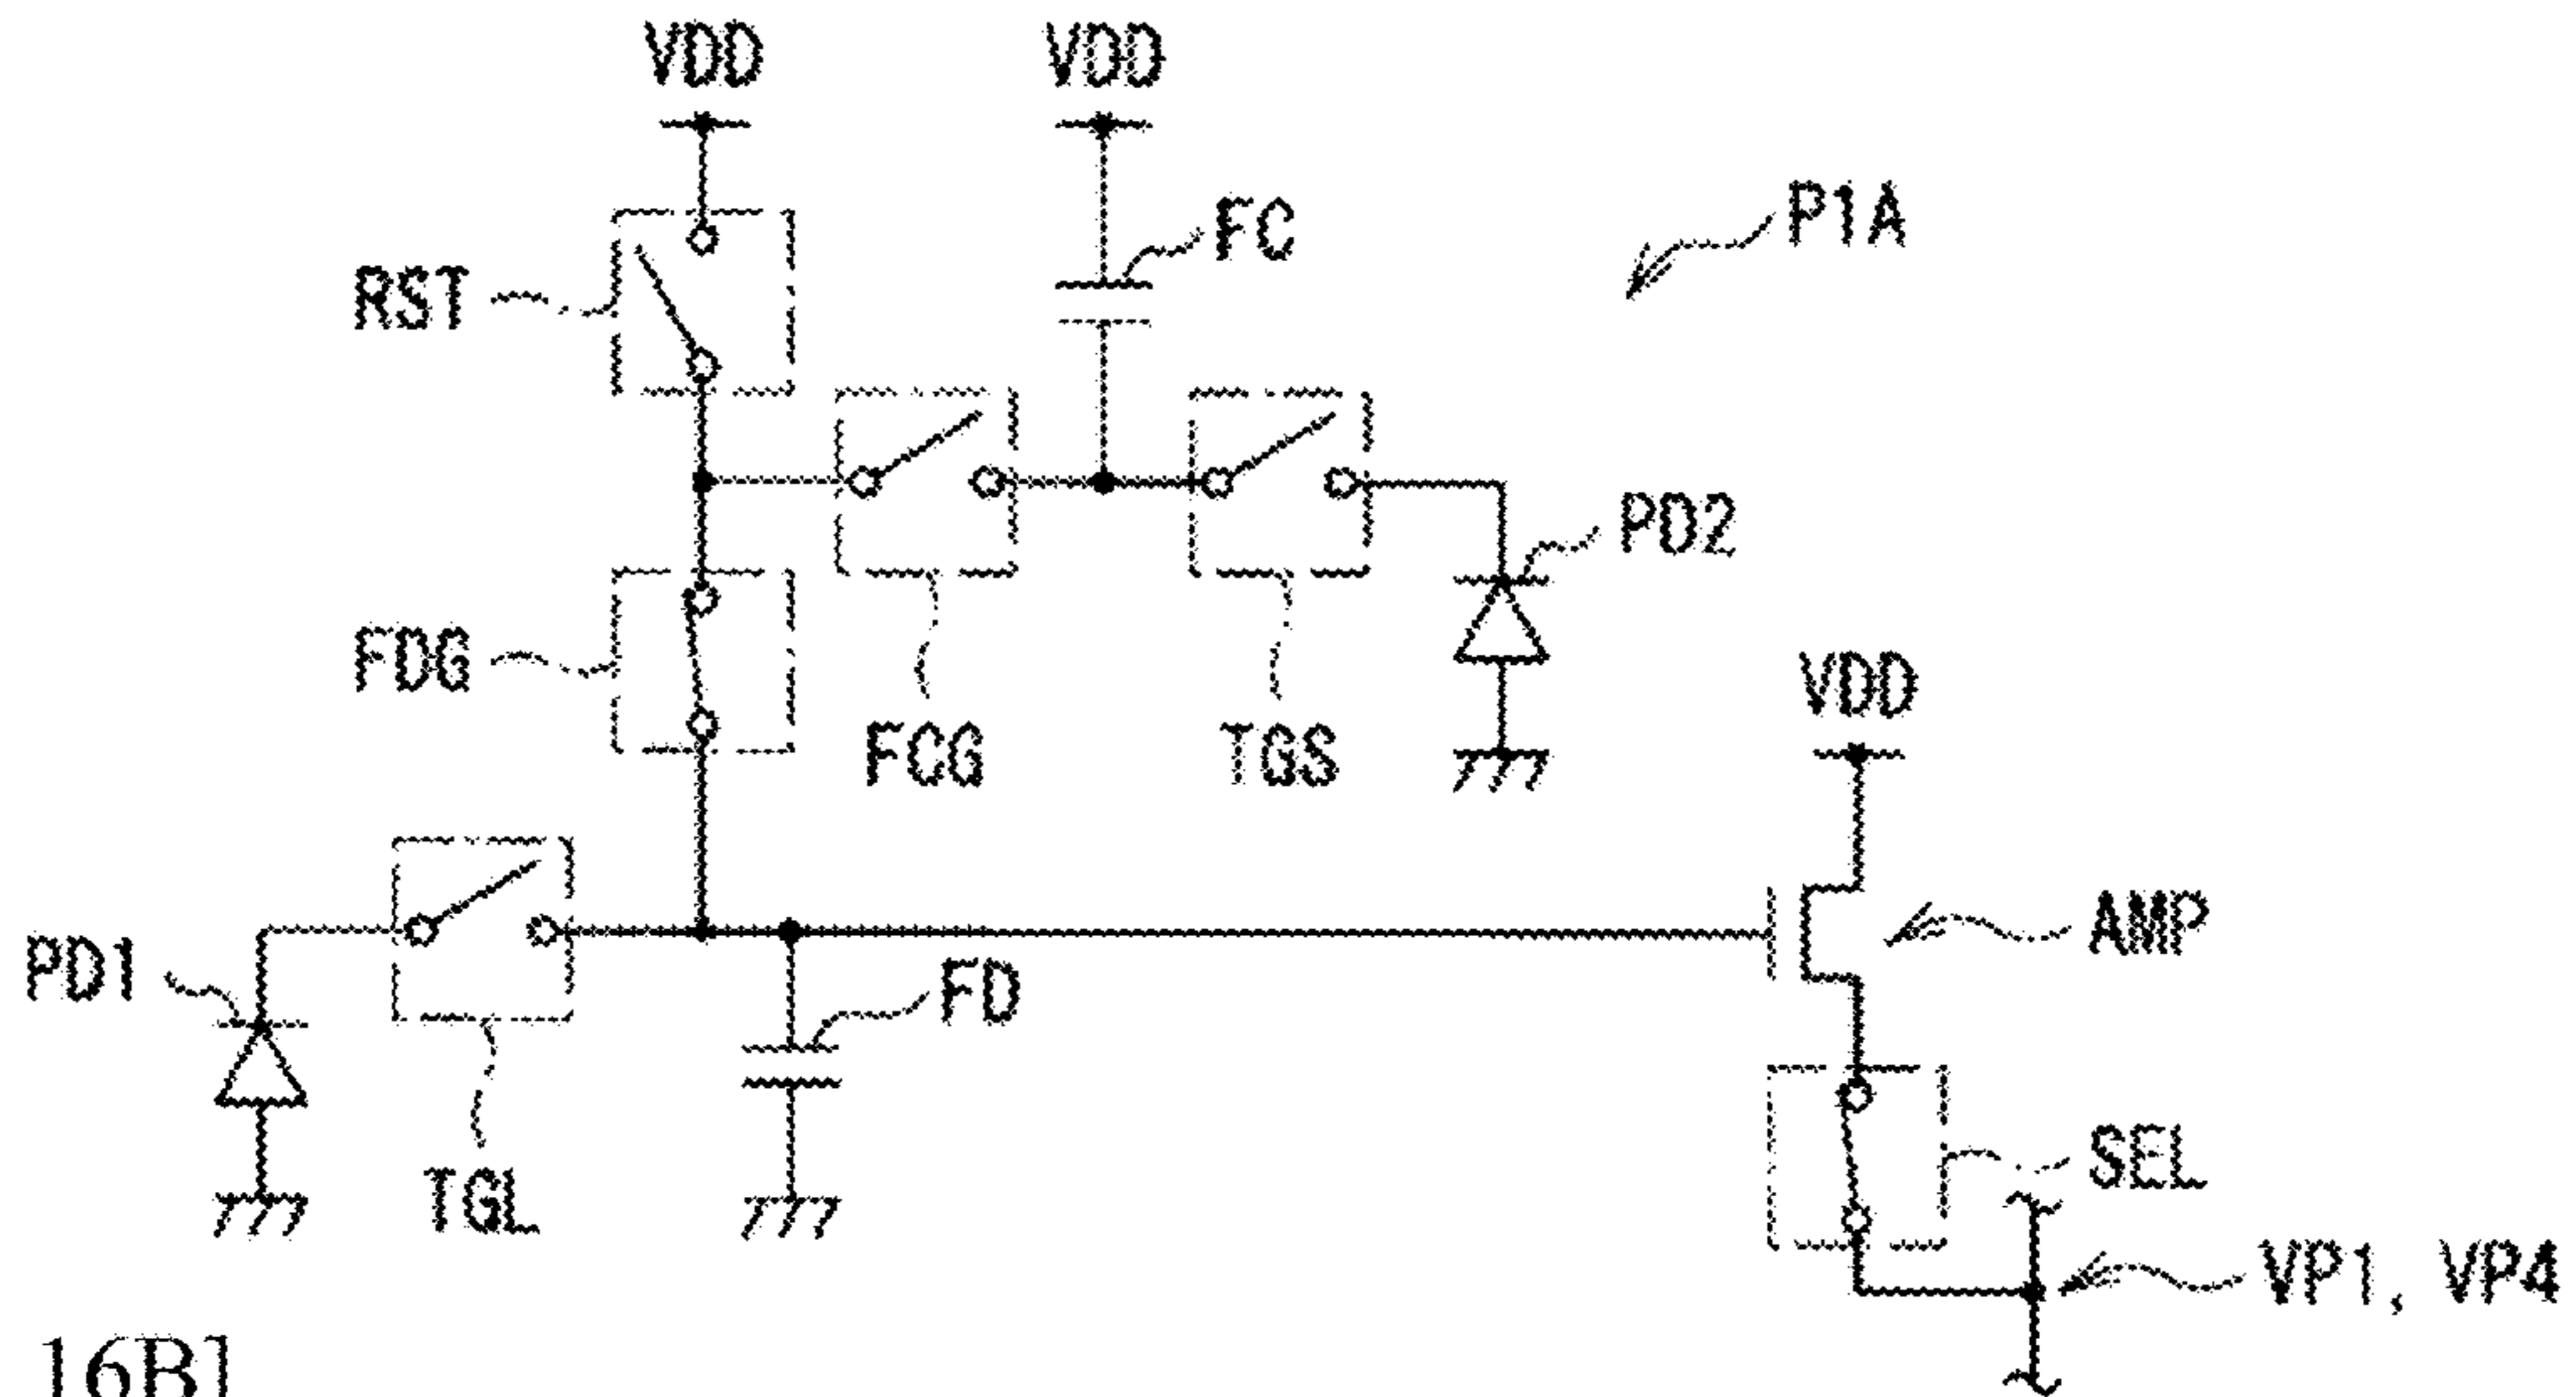 VDD
VDD
FC
P1A
RST
PD2
FDG
VDD
FCG
TGS
AMP
PD1
FD
SEL
TGL
VP1, VP4
16B]